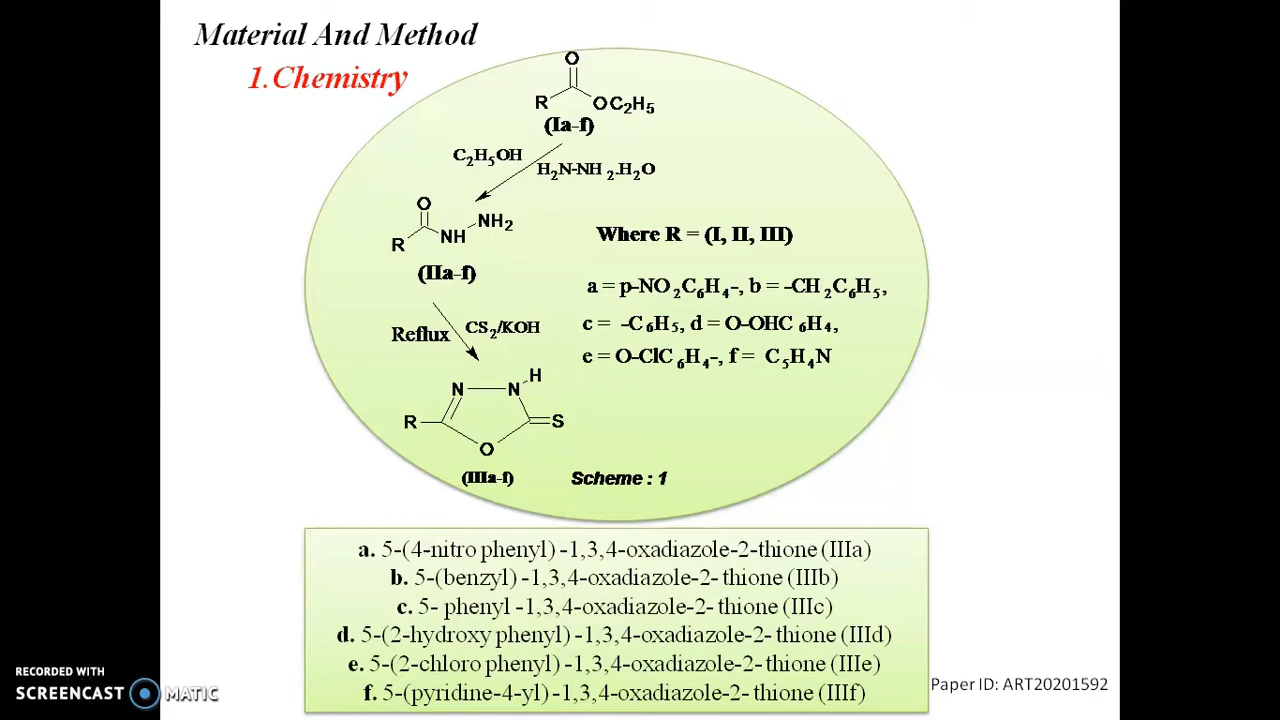 Material And Method
1.Chemistry
O
R
OC2H5
(Ia-f)
C2H5OH
H2N-NH2.H2O
O
NH2
R
NH
(IIa-f)
Where R = (I, II, III)
a = p-NO2C6H4-, b = -CH2C6H5,
c = -C6H5, d = O-OHC6H4,
e = O-ClC6H4-, f = C5H4N
Reflux
CS2/KOH
H
N
N
R
S
O
(IIIa-f)
Scheme : 1
a. 5-(4-nitro phenyl) -1,3,4-oxadiazole-2-thione (IIIa)
b. 5-(benzyl) -1,3,4-oxadiazole-2- thione (IIIb)
c. 5- phenyl -1,3,4-oxadiazole-2- thione (IIIc)
d. 5-(2-hydroxy phenyl) -1,3,4-oxadiazole-2- thione (IIId)
e. 5-(2-chloro phenyl) -1,3,4-oxadiazole-2- thione (IIIe)
f. 5-(pyridine-4-yl) -1,3,4-oxadiazole-2- thione (IIIf)
Paper ID: ART20201592
RECORDED WITH
SCREENCAST MATIC